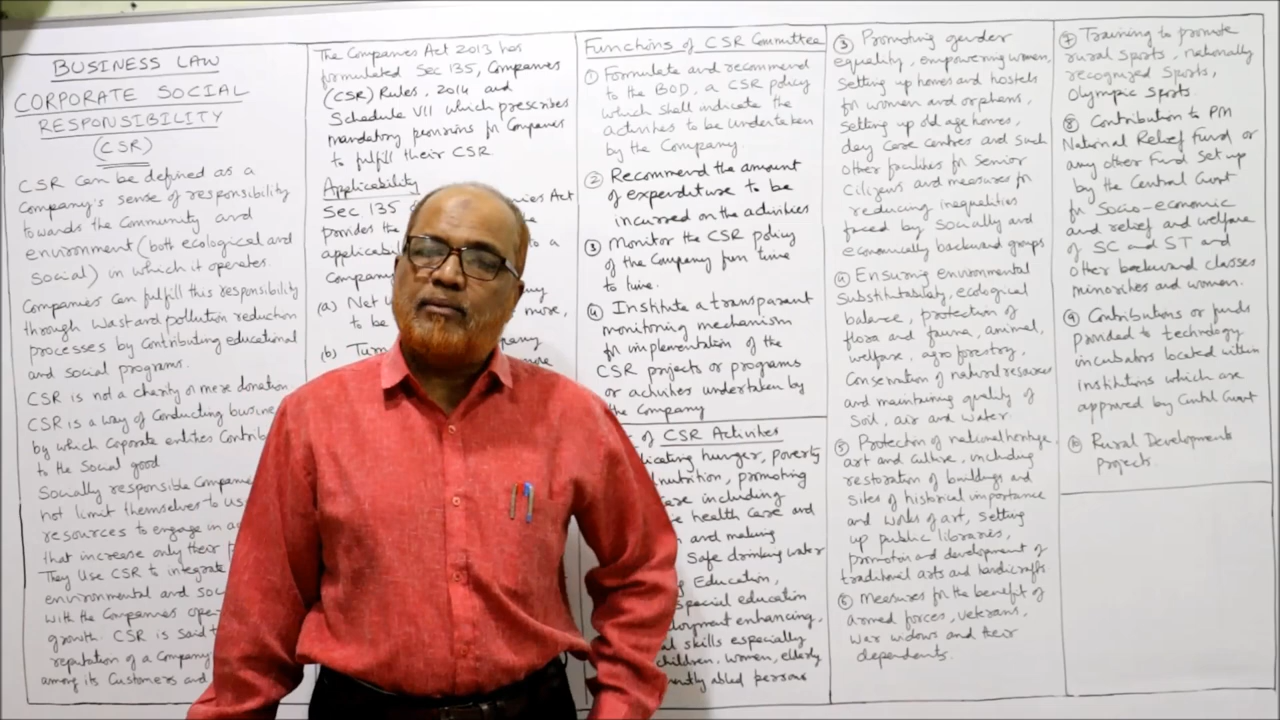 BUSINESS LAW
CORPORATE SOCIAL
RESPONSIBILITY
(CSR)
CSR can be defined as a
Company's sense of responsibility
towards the Community and
environment (both ecological and
Social) in which it operates
Companies can fulfill this responsibility
through wast and pollution reduction
processes by contributing educational
and social programs.
CSR is not a charity or mere donation
CSR is a way of conducting
by which Coporate entites
to the Social good
Socially responsible
not limit themselves to
resources to engage in
that increase only their
They use CSR to integrate
environmental and
with the Companies
growth. CSR is said
reputation of a Company
among its Customers and
The Companies Act 2013 has
formulated Sec 135, Companies
(CSR) Rules, 2014 and
Schedule VII which prescribes
mandatory provisions for Companies
to fulfill their CSR
Applicability
Sec 135 Act
provides the
to a
(a) Net
to be more,
(b)
Functions of CSR Committee
① Formulate and recommend
to the BOD, a CSR policy
which shall indicate the
activities to be undertaken
by the Company.
② Recommend the amount
of expenditure to be
incurred on the activities
③ Monitor the CSR policy
of the Company from time
to time.
④ Institute a transparent
monitoring mechanism
for implementation of the
CSR projects or programs
or activities undertaken by
the Company
of CSR Activities
hunger, poverty
promoting
including
health care and
and making
Safe drinking water
Education,
special education
enhancing,
skills especially
children, women, elderly
abled persons
③ Promoting gender
equality, empowering women,
Setting up homes and hostels
for women and orphans,
Setting up old age homes,
day care centres and such
other facilities for Senior
Citizens and measures for
reducing inequalities
faced by Socially and
economically backward groups
④ Ensuring environmental
Substitutability, ecological
balance, protection of
flora and fauna, animal,
welfare, agro forestory,
Conservation of natural resources
and maintaining quality of
Soil, air and water.
⑤ Protection of national heritage,
art and culture, including
restoration of buildings and
Sites of historical importance
and works of art, Setting
up public libraries,
promotion and development of
traditional arts and handicrafts.
⑥ Measures for the benefit of
armed forces, veterans,
war widows and their
dependents.
⑦ Training to promote
rural Sports, nationally
recognized Sports,
Olympic Sports.
⑧ Contribution to PM
National Relief Fund or
any other Fund Set up
by the Central Govt
for Socio-economic
and relief and welfare
of SC and ST and
other backward classes
minorities and women.
⑨ Contributions or funds
provided to technology
incubators located within
institutions which are
approved by Central Govt
⑩ Rural Development
projects.